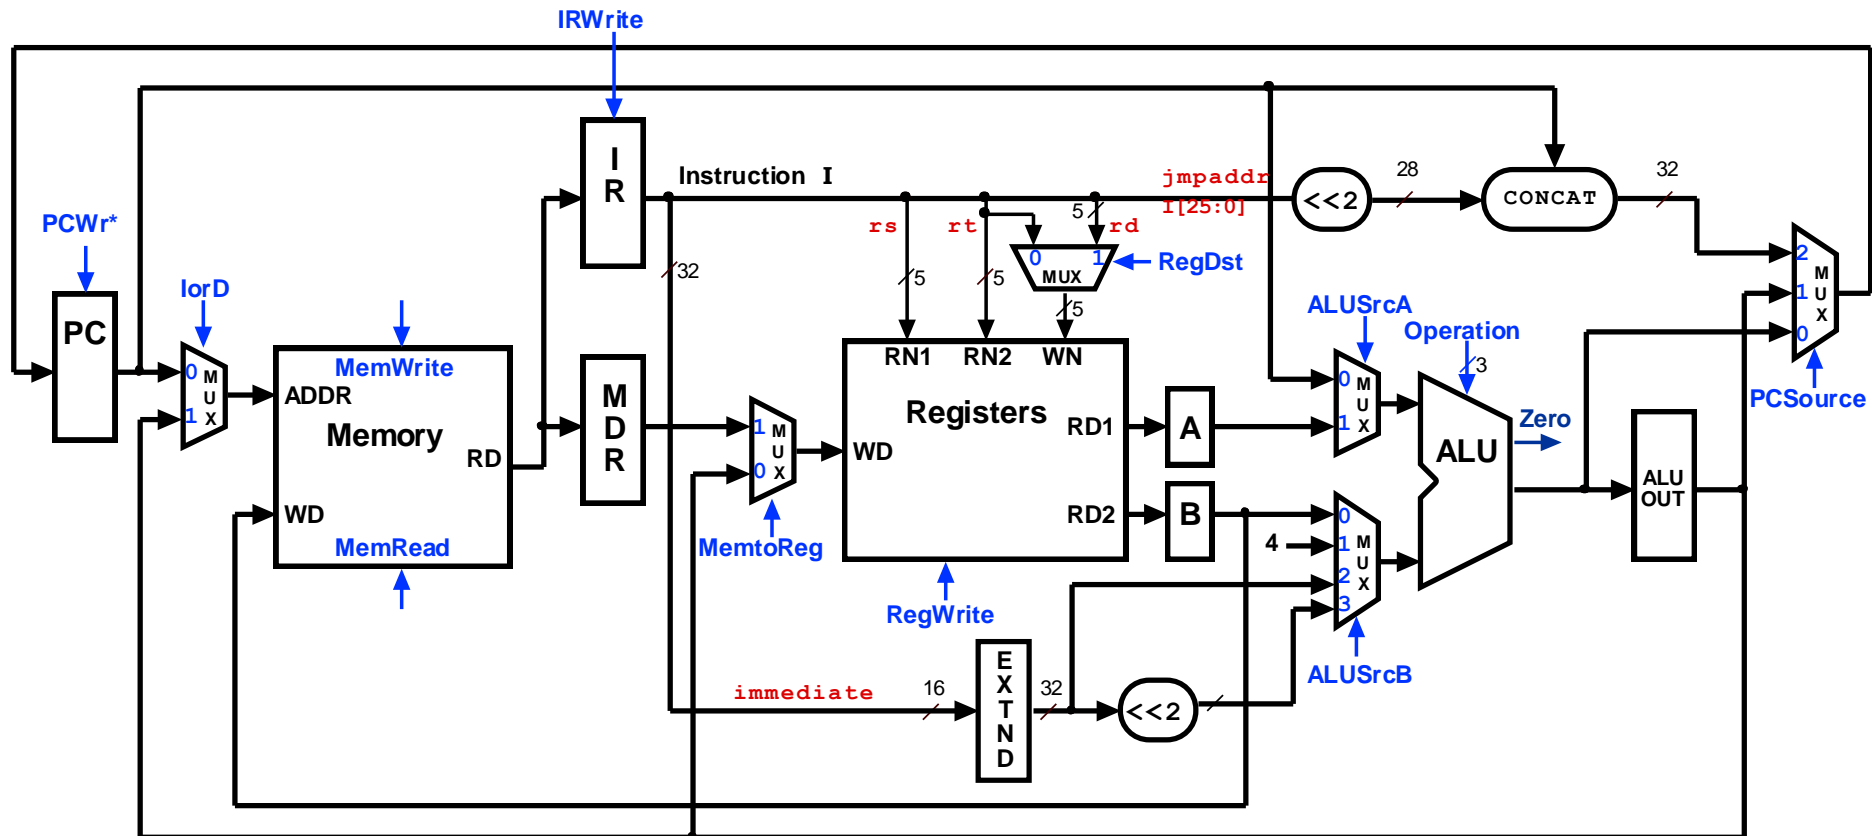 IRWrite
I
R
Instruction I
jmpaddr
I[25:0]
<<2
28
CONCAT
32
rs
rt
5
rd
0
1
MUX
RegDst
32
5
5
5
PCWr*
PC
IorD
0
1
M
U
X
MemWrite
ADDR
Memory
RD
WD
MemRead
M
D
R
1
0
M
U
X
MemtoReg
RN1
RN2
WN
Registers
RD1
WD
RD2
RegWrite
A
B
4
ALUSrcA
0
1
M
U
X
Operation
3
ALU
Zero
0
1
2
3
M
U
X
ALUSrcB
ALU
OUT
2
1
0
M
U
X
PCSource
immediate
16
E
X
T
N
D
32
<<2